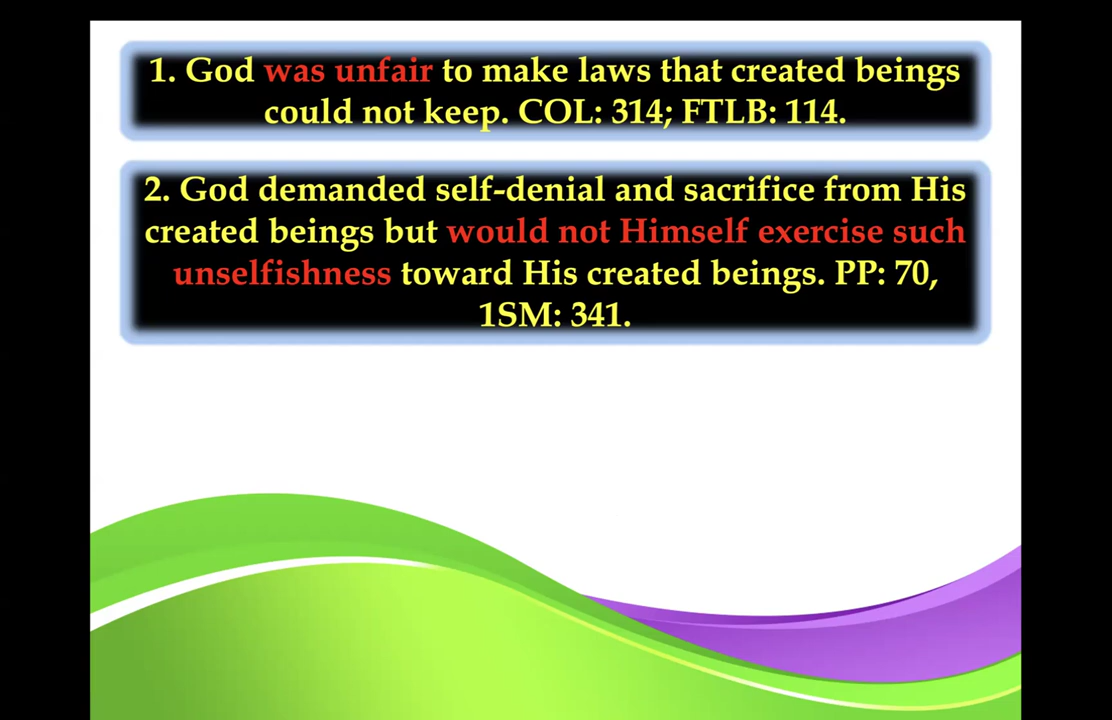 1. God was unfair to make laws that created beings
could not keep. COL: 314; FTLB: 114.
2. God demanded self-denial and sacrifice from His
created beings but would not Himself exercise such
unselfishness toward His created beings. PP: 70,
1SM: 341.